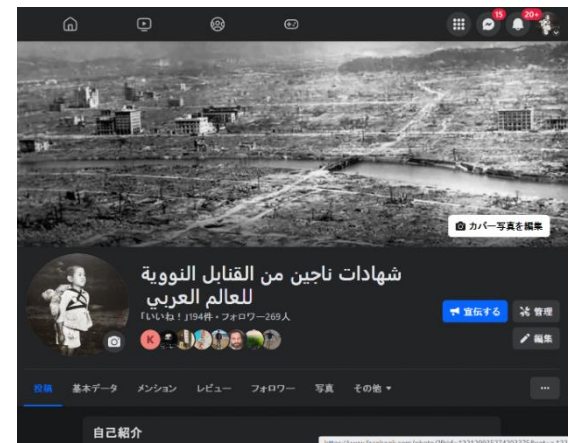 15
20+
カバー写真を編集
شهادات ناجين من القنابل النووية
للعالم العربي
「いいね！」194件・フォロワー269人
K
宣伝する
管理
編集
投稿 基本データ メンション レビュー フォロワー 写真 その他
自己紹介